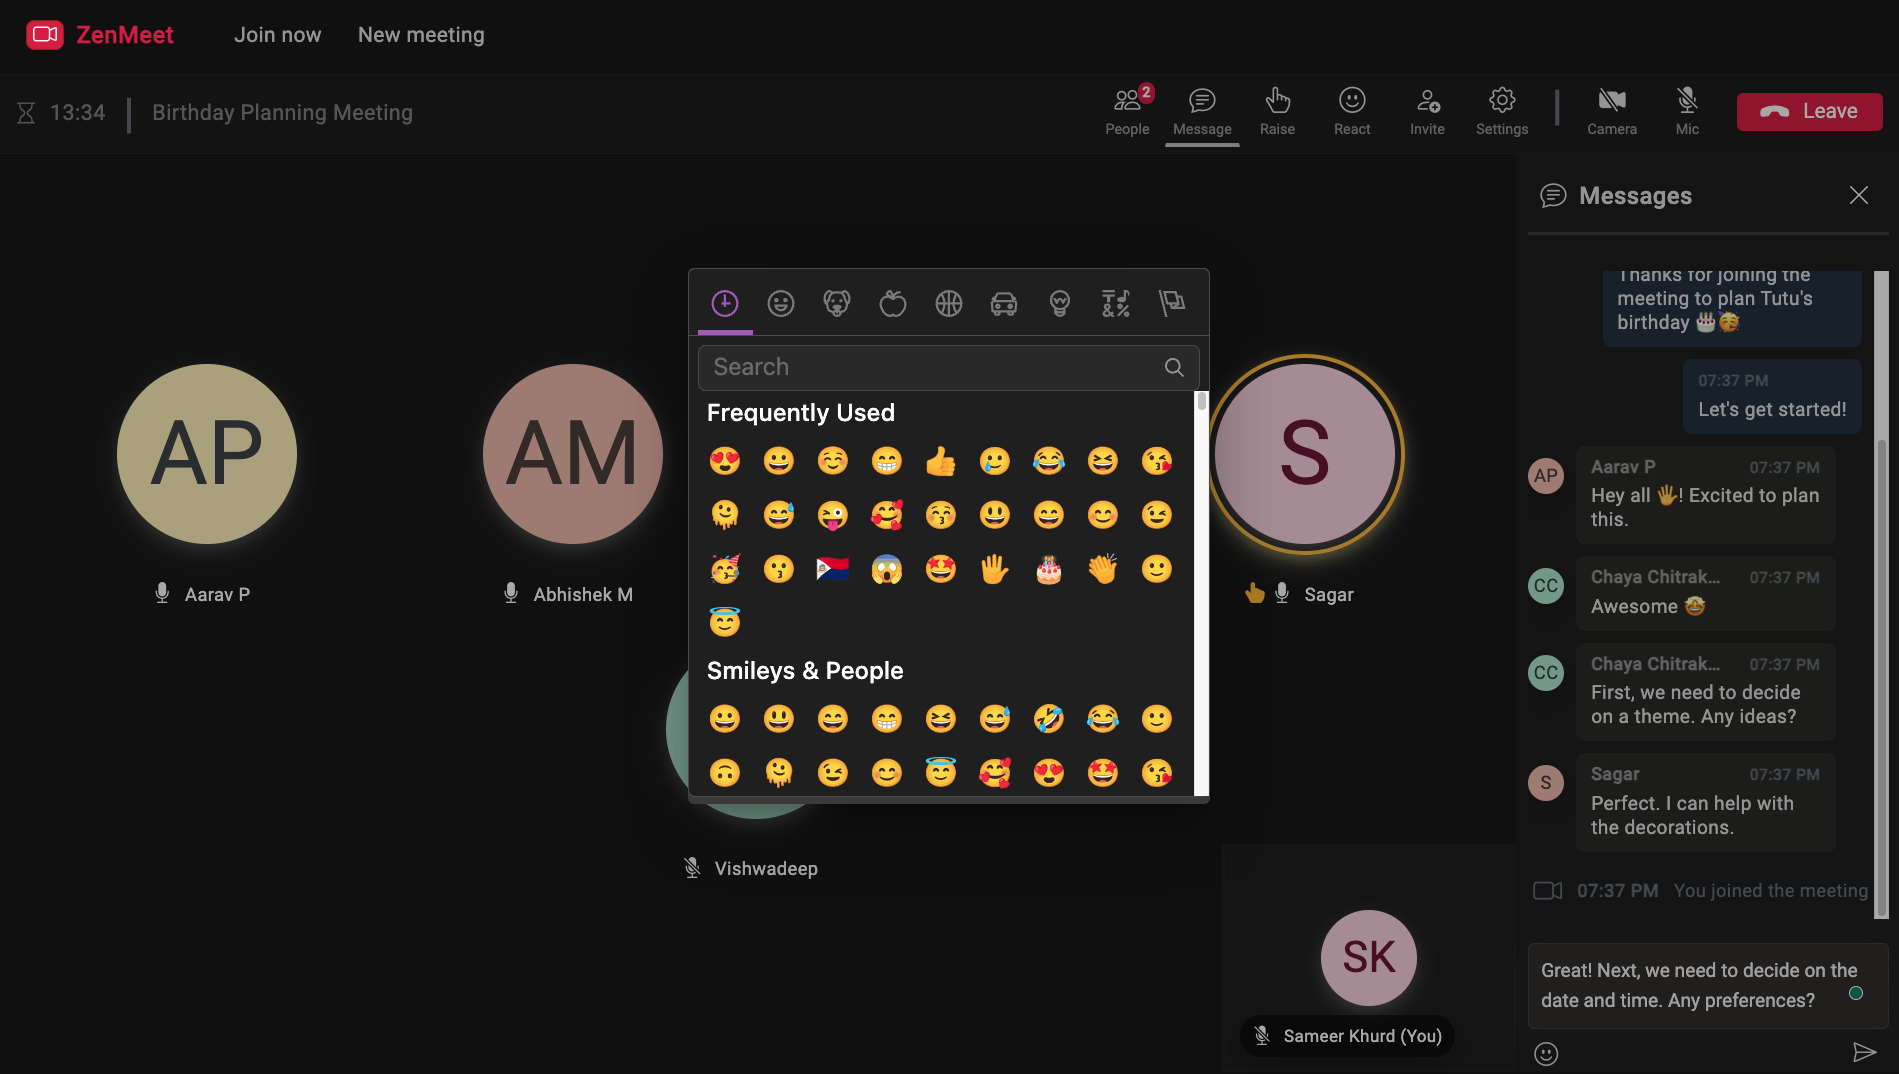 ZenMeet
Join now
New meeting
13:34
Birthday Planning Meeting
2
People
Message
Raise
React
Invite
Settings
Camera
Mic
Leave
AP
Aarav P
AM
Abhishek M
S
Sagar
Vishwadeep
SK
Sameer Khurd (You)
Search
Frequently Used
Smileys & People
Messages
Thanks for joining the
meeting to plan Tutu's
birthday 🎂🥳
07:37 PM
Let's get started!
AP
Aarav P 07:37 PM
Hey all 🖐! Excited to plan
this.
CC
Chaya Chitrak... 07:37 PM
Awesome 🤩
CC
Chaya Chitrak... 07:37 PM
First, we need to decide
on a theme. Any ideas?
S
Sagar 07:37 PM
Perfect. I can help with
the decorations.
07:37 PM You joined the meeting
Great! Next, we need to decide on the
date and time. Any preferences?